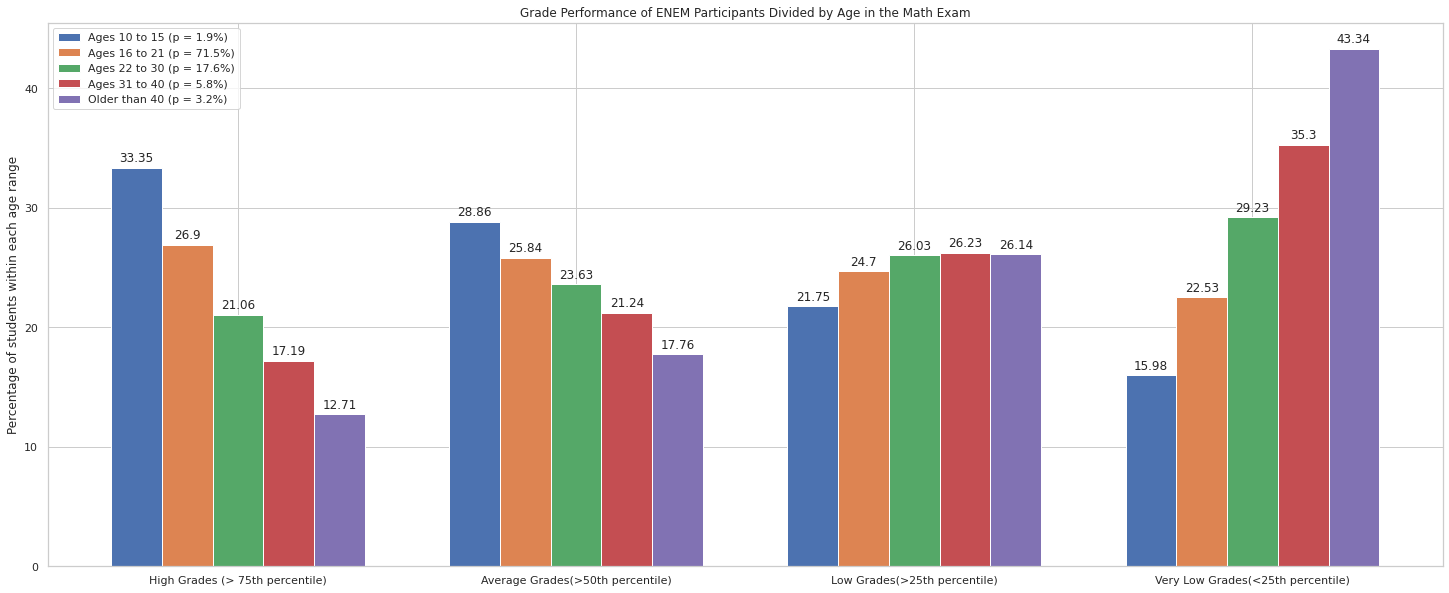 Grade Performance of ENEM Participants Divided by Age in the Math Exam
Ages 10 to 15 (p = 1.9%)
Ages 16 to 21 (p = 71.5%)
Ages 22 to 30 (p = 17.6%)
Ages 31 to 40 (p = 5.8%)
Older than 40 (p = 3.2%)
Percentage of students within each age range
40
30
20
10
0
33.35
26.9
21.06
17.19
12.71
28.86
25.84
23.63
21.24
17.76
21.75
24.7
26.03
26.23
26.14
15.98
22.53
29.23
35.3
43.34
High Grades (> 75th percentile)
Average Grades(>50th percentile)
Low Grades(>25th percentile)
Very Low Grades(<25th percentile)